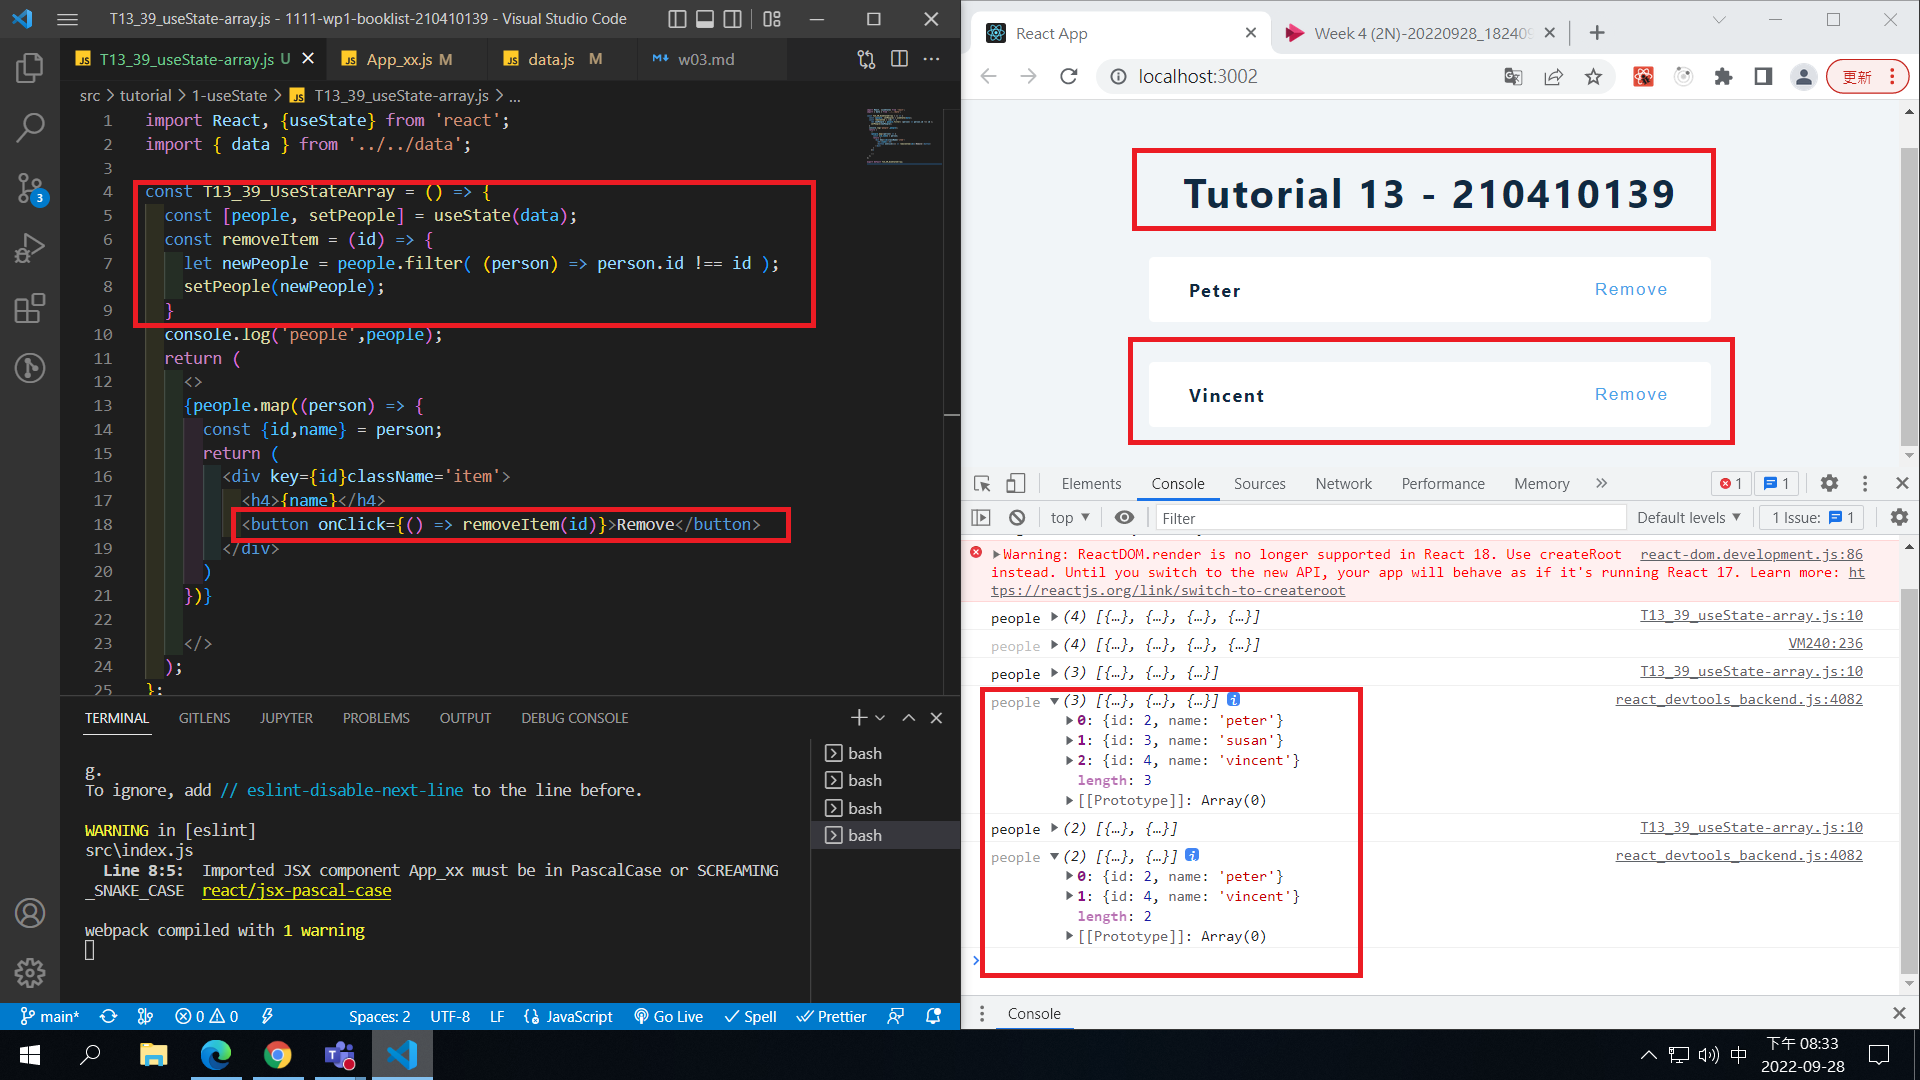 T13_39_useState-array.js - 1111-wp1-booklist-210410139 - Visual Studio Code
T13_39_useState-array.js U
App_xx.js M
data.js M
w03.md
src > tutorial > 1-useState > T13_39_useState-array.js > ...
1 import React, {useState} from 'react';
2 import { data } from '../../data';
3
4 const T13_39_UseStateArray = () => {
5 const [people, setPeople] = useState(data);
6 const removeItem = (id) => {
7 let newPeople = people.filter( (person) => person.id !== id );
8 setPeople(newPeople);
9 }
10 console.log('people',people);
11 return (
12 <>
13 {people.map((person) => {
14 const {id,name} = person;
15 return (
16 <div key={id}className='item'>
17 <h4>{name}</h4>
18 <button onClick={() => removeItem(id)}>Remove</button>
19 </div>
20 )
21 })}
22
23 </>
24 );
25 };
3
TERMINAL GITLENS JUPYTER PROBLEMS OUTPUT DEBUG CONSOLE
g.
To ignore, add // eslint-disable-next-line to the line before.
WARNING in [eslint]
src\index.js
Line 8:5: Imported JSX component App_xx must be in PascalCase or SCREAMING
_SNAKE_CASE react/jsx-pascal-case
webpack compiled with 1 warning
bash
bash
bash
bash
main* 0 0 Spaces: 2 UTF-8 LF JavaScript Go Live Spell Prettier
React App
Week 4 (2N)-20220928_182409
localhost:3002
更新
Tutorial 13 - 210410139
Peter Remove
Vincent Remove
Elements Console Sources Network Performance Memory » 1 1
top Filter Default levels 1 Issue: 1
Warning: ReactDOM.render is no longer supported in React 18. Use createRoot react-dom.development.js:86
instead. Until you switch to the new API, your app will behave as if it's running React 17. Learn more: ht
tps://reactjs.org/link/switch-to-createroot
people (4) [{…}, {…}, {…}, {…}] T13_39_useState-array.js:10
people (4) [{…}, {…}, {…}, {…}] VM240:236
people (3) [{…}, {…}, {…}] T13_39_useState-array.js:10
people (3) [{…}, {…}, {…}] i react_devtools_backend.js:4082
0: {id: 2, name: 'peter'}
1: {id: 3, name: 'susan'}
2: {id: 4, name: 'vincent'}
length: 3
[[Prototype]]: Array(0)
people (2) [{…}, {…}] T13_39_useState-array.js:10
people (2) [{…}, {…}] i react_devtools_backend.js:4082
0: {id: 2, name: 'peter'}
1: {id: 4, name: 'vincent'}
length: 2
[[Prototype]]: Array(0)
Console
中
下午 08:33
2022-09-28